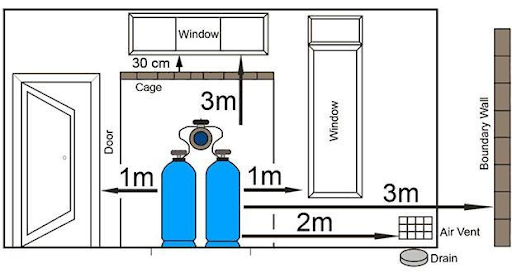 Window
30 cm
Cage
3m
Door
Window
Boundary Wall
1m
1m
3m
2m
Air Vent
Drain